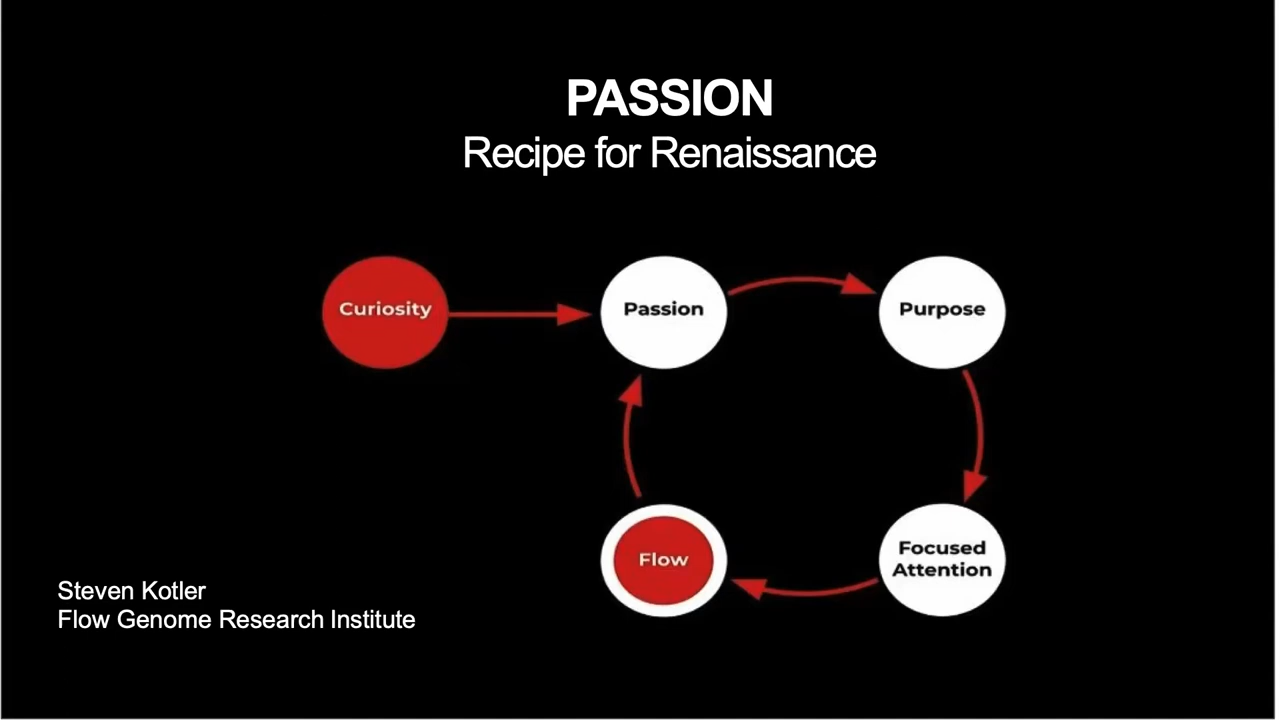 PASSION
Recipe for Renaissance
Curiosity
Passion
Purpose
Flow
Focused
Attention
Steven Kotler
Flow Genome Research Institute